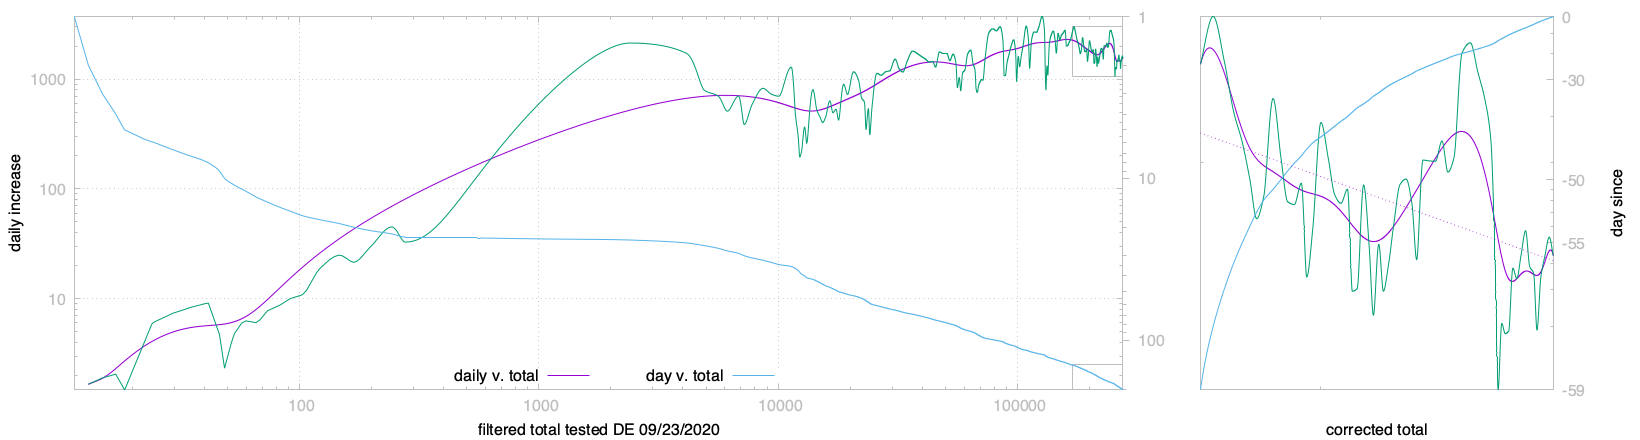 daily increase
1000
100
10
daily v. total
day v. total
100
1000
10000
100000
filtered total tested DE 09/23/2020
1
10
100
0
-30
-50
-55
-59
day since
corrected total